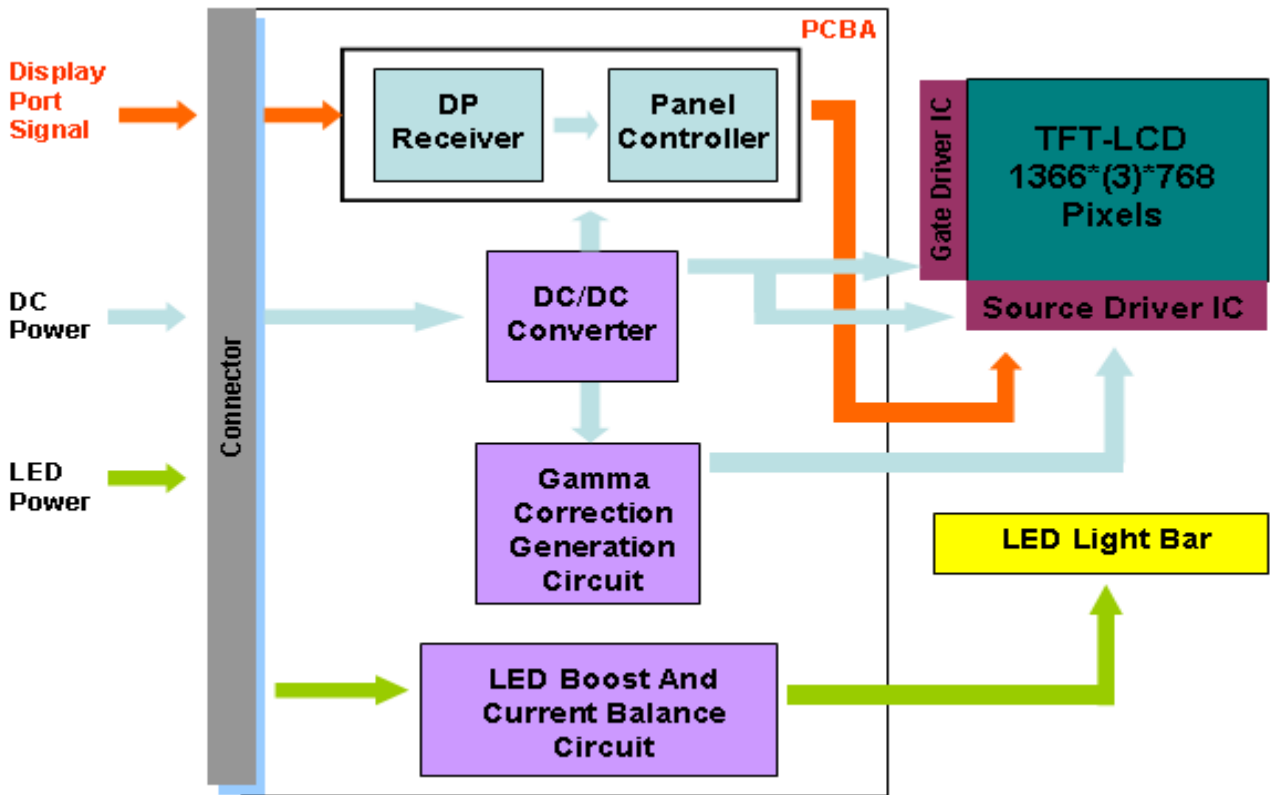 PCBA
Display
Port
Signal
DP
Receiver
Panel
Controller
Gate Driver IC
TFT-LCD
1366*(3)*768
Pixels
Source Driver IC
DC
Power
DC/DC
Converter
Connector
LED
Power
Gamma
Correction
Generation
Circuit
LED Light Bar
LED Boost And
Current Balance
Circuit